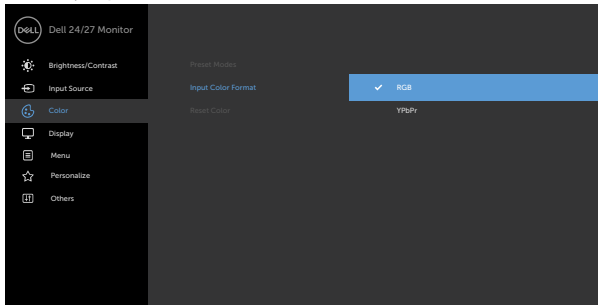 DELL
Dell 24/27 Monitor
Brightness/Contrast
Input Source
Color
Display
Menu
Personalize
Others
Preset Modes
Input Color Format
Reset Color
✓ RGB
YPbPr